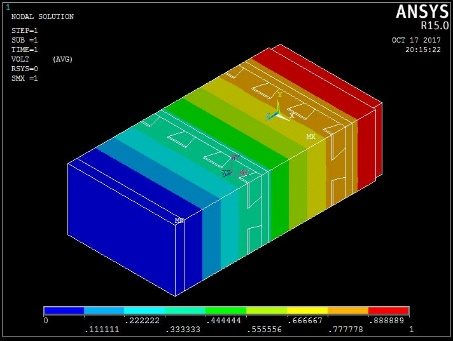 1
NODAL SOLUTION
ANSYS
R15.0
STEP=1
SUB =1
TIME=1
VOLT (AVG)
RSYS=0
SMX =1
OCT 17 2017
20:15:22
MX
MN
0 .222222 .444444 .666667 .888889
.111111 .333333 .555556 .777778 1